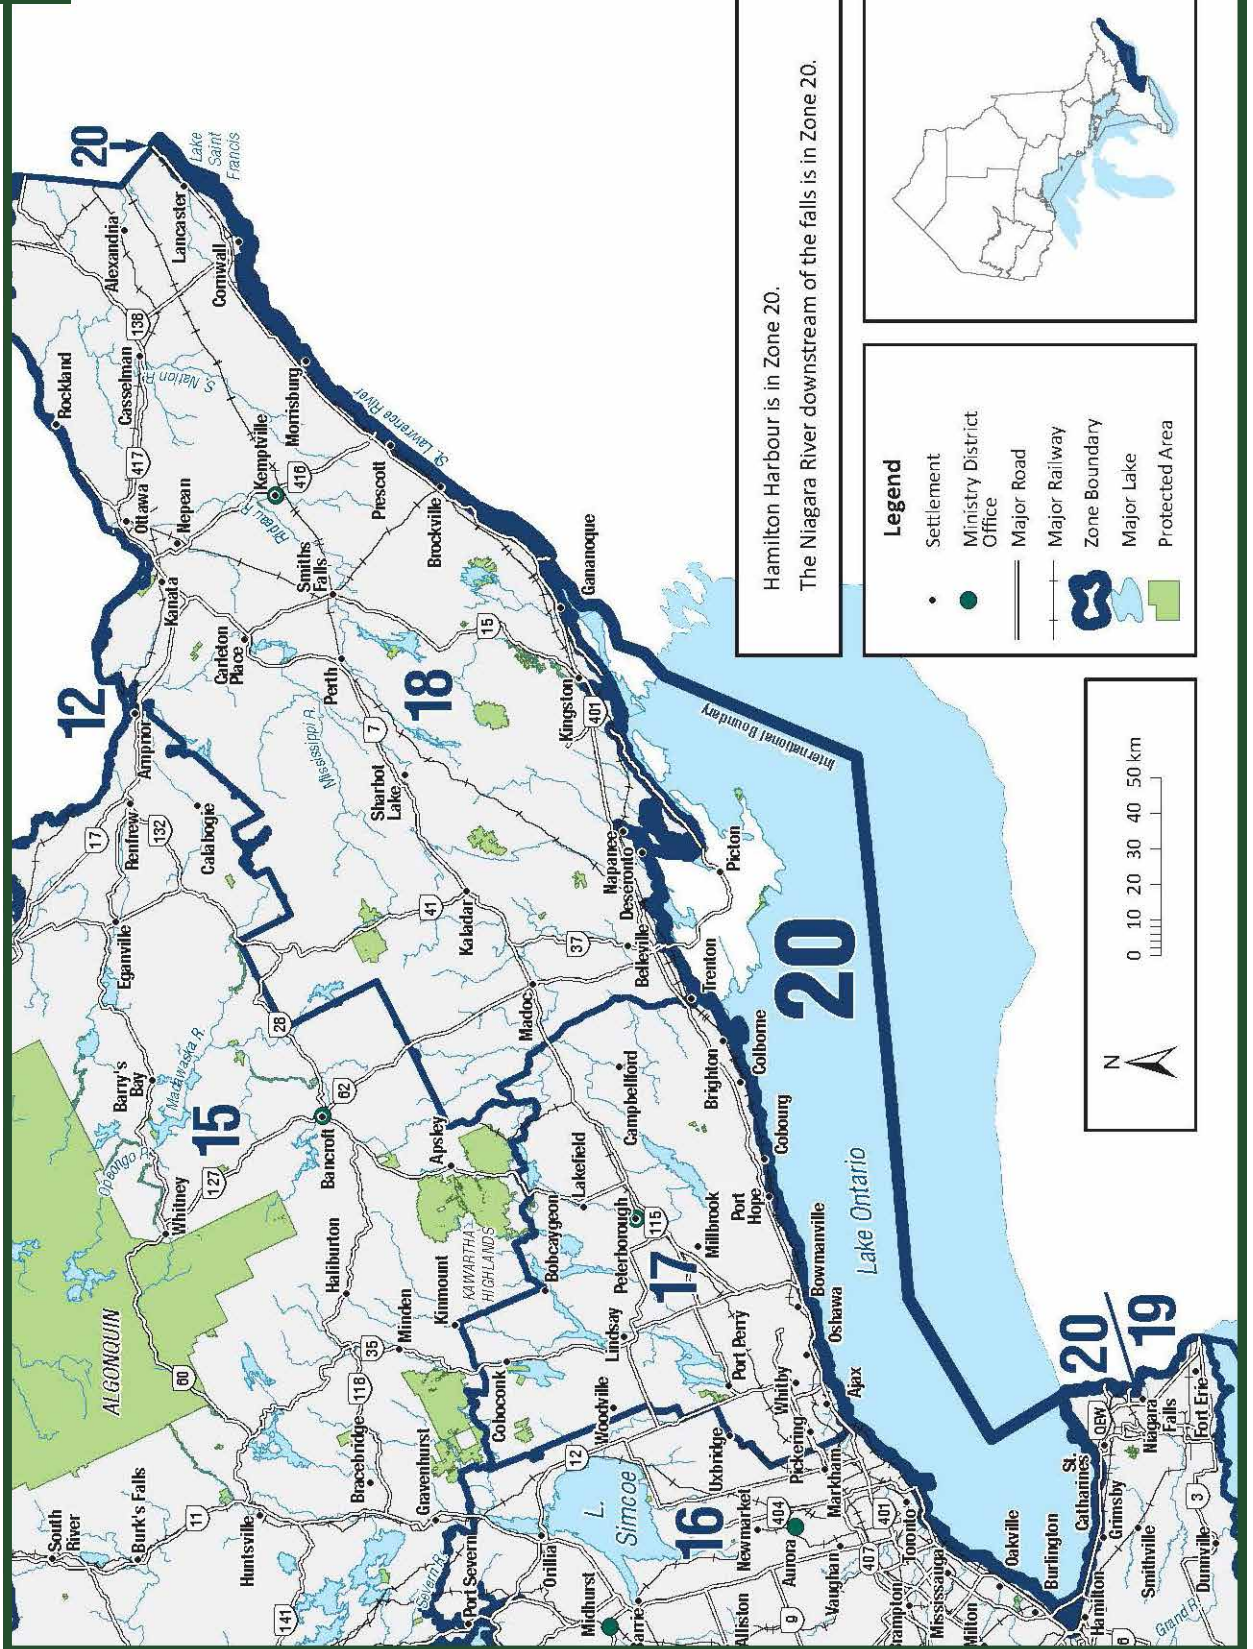 20
Lake
Saint
Francis
Alexandria
Lancaster
Cornwall
138
Rockland
Casselman
S. Nation R.
417
Morrisburg
St. Lawrence River
Kemptville
416
Ottawa
Nepean
Rideau R.
Prescott
Brockville
Kanata
Smiths
Falls
Gananoque
Carleton
Place
15
12
Arnprior
Perth
18
Kingston
401
Mississippi R.
7
International Boundary
17
Renfrew
132
Calabogie
Sharbot
Lake
Napanee
Deseronto
Picton
Eganville
41
Kaladar
37
Belleville
Trenton
20
Madoc
28
Barry's
Bay
Madawaska R.
15
62
Bancroft
Campbellford
Brighton
Colborne
Cobourg
Opeongo R.
Whitney
127
Apsley
Lakefield
Peterborough
115
Millbrook
Port
Hope
Lake Ontario
ALGONQUIN
Haliburton
KAWARTHA
HIGHLANDS
Kinmount
Bobcaygeon
17
Bowmanville
Oshawa
60
Minden
35
118
Lindsay
Port Perry
Whitby
Ajax
Bracebridge
Gravenhurst
Coboconk
Woodville
12
Uxbridge
Pickering
Markham
South
River
Burk's Falls
11
Huntsville
Severn R.
Port Severn
Orillia
L.
Simcoe
16
Newmarket
404
Aurora
401
Toronto
141
Midhurst
Barrie
Alliston
9
Vaughan
407
Brampton
Mississauga
Milton
Oakville
Burlington
Hamilton
6
Grand R.
20
19
QEW
St.
Catharines
Niagara
Falls
Fort Erie
Grimsby
Smithville
3
Dunnville
Hamilton Harbour is in Zone 20.
The Niagara River downstream of the falls is in Zone 20.
Legend
Settlement
Ministry District
Office
Major Road
Major Railway
Zone Boundary
Major Lake
Protected Area
N
0 10 20 30 40 50 km